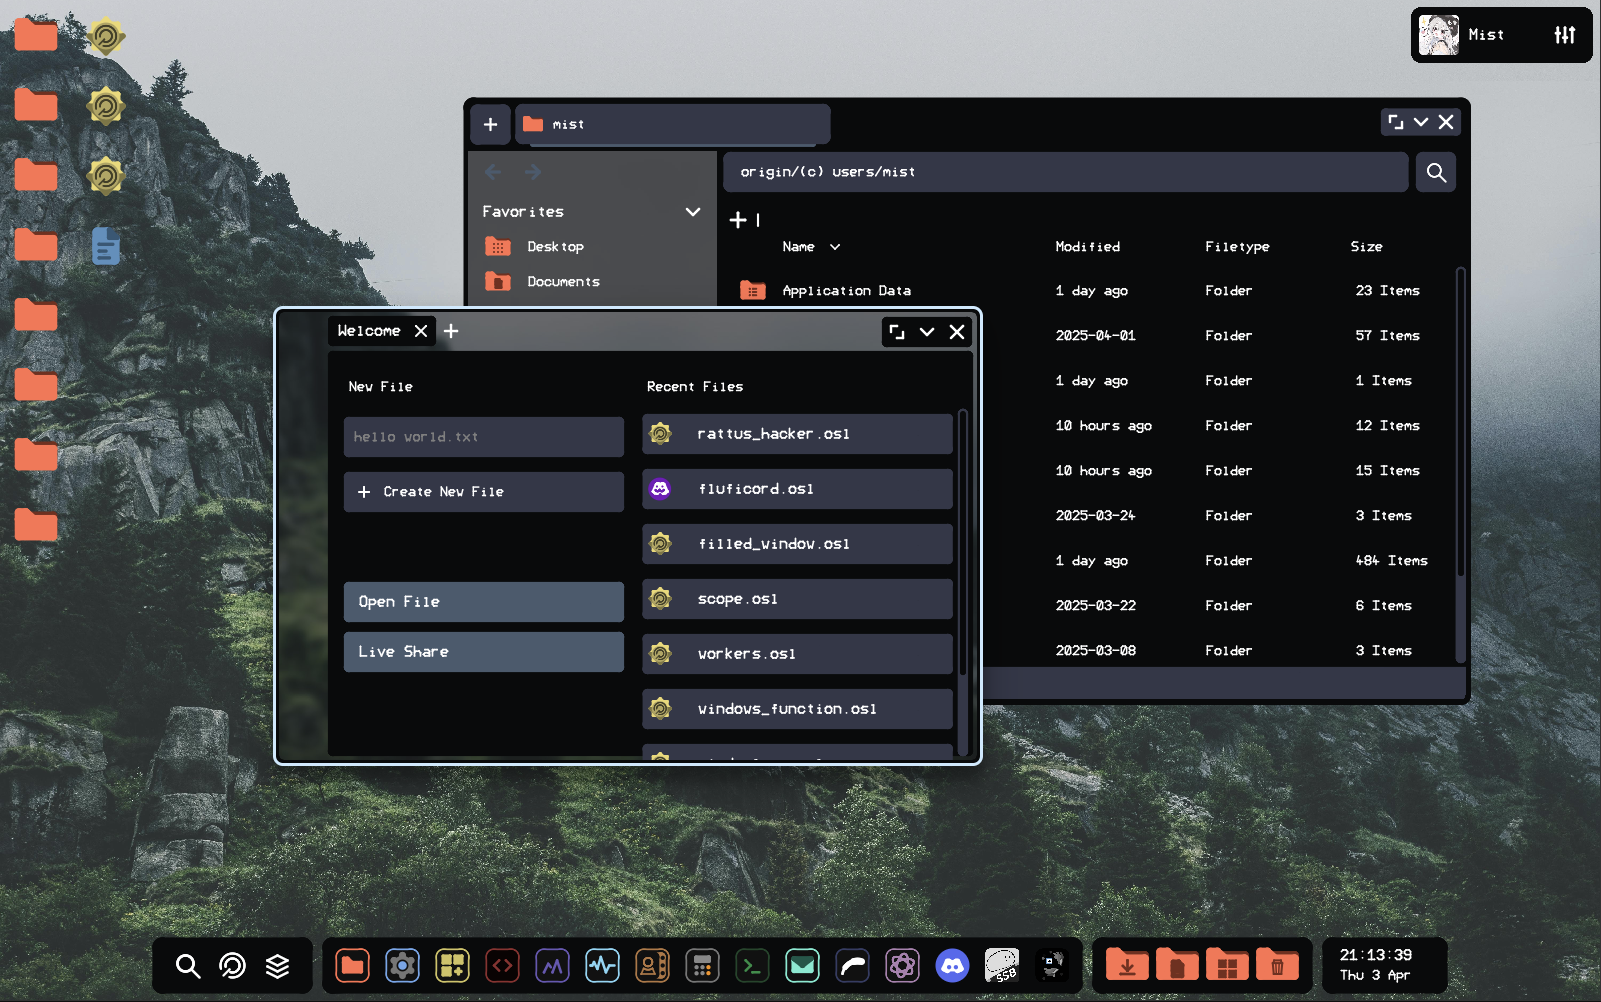 Mist
mist
origin/(c) users/mist
Favorites
Desktop
Documents
Name Modified Filetype Size
Application Data 1 day ago Folder 23 Items
2025-04-01 Folder 57 Items
1 day ago Folder 1 Items
10 hours ago Folder 12 Items
10 hours ago Folder 15 Items
2025-03-24 Folder 3 Items
1 day ago Folder 484 Items
2025-03-22 Folder 6 Items
2025-03-08 Folder 3 Items
Welcome
New File
hello world.txt
Create New File
Open File
Live Share
Recent Files
rattus_hacker.osl
fluficord.osl
filled_window.osl
scope.osl
workers.osl
windows_function.osl
SSB
21:13:39
Thu 3 Apr